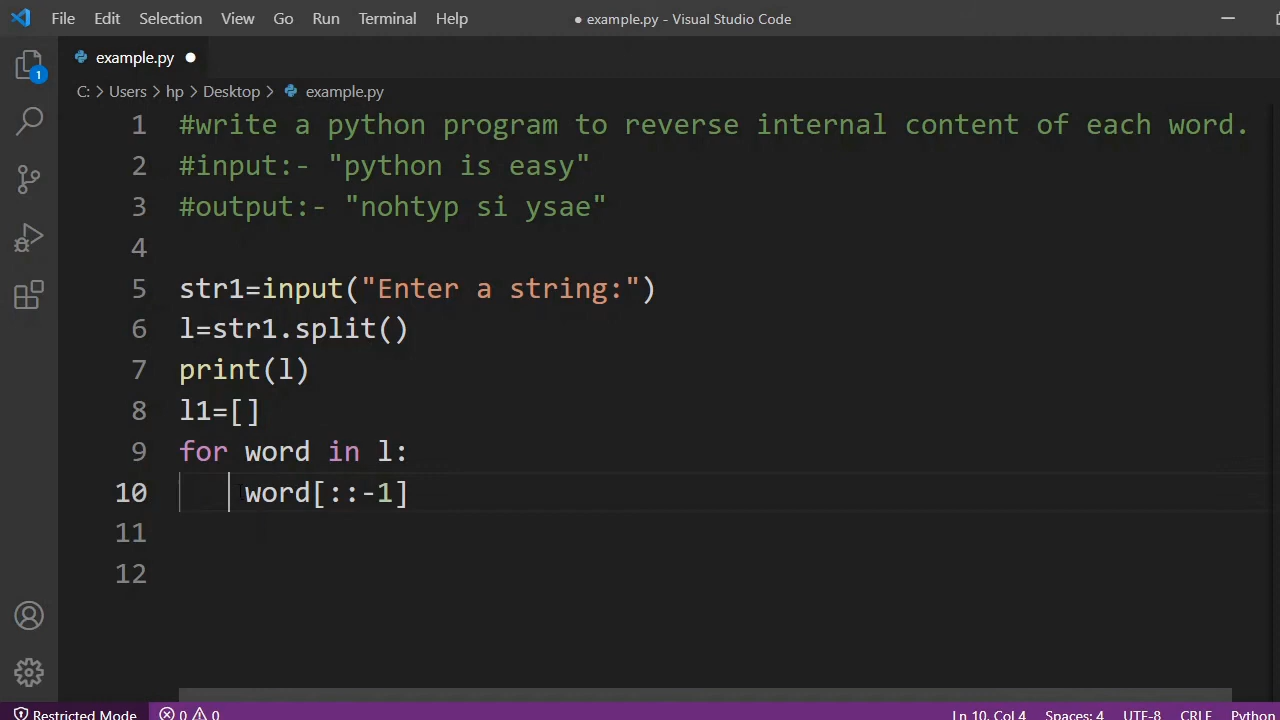 File Edit Selection View Go Run Terminal Help ● example.py - Visual Studio Code
example.py ●
C: > Users > hp > Desktop > example.py
1 #write a python program to reverse internal content of each word.
2 #input:- "python is easy"
3 #output:- "nohtyp si ysae"
4
5 str1=input("Enter a string:")
6 l=str1.split()
7 print(l)
8 l1=[]
9 for word in l:
10 word[::-1]
11
12
1
Restricted Mode 0 0 Ln 10, Col 4 Spaces: 4 UTF-8 CRLF Python